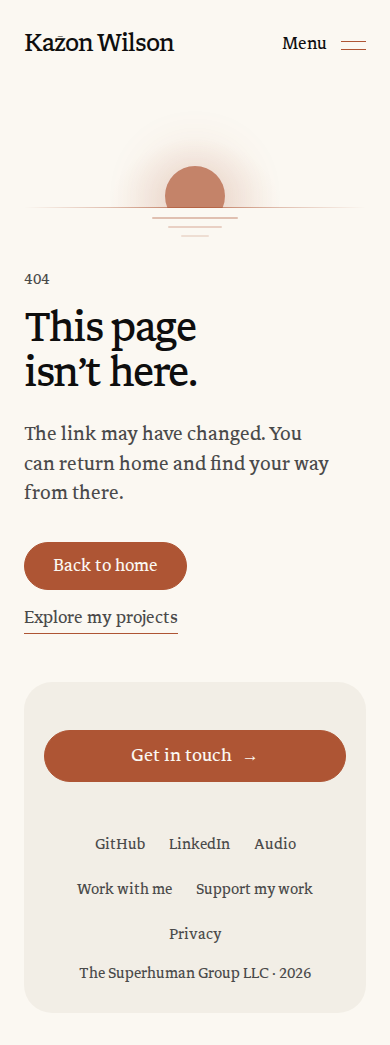 Kazon Wilson
Menu
404
This page
isn’t here.
The link may have changed. You
can return home and find your way
from there.
Back to home
Explore my projects
Get in touch →
GitHub LinkedIn Audio
Work with me Support my work
Privacy
The Superhuman Group LLC · 2026